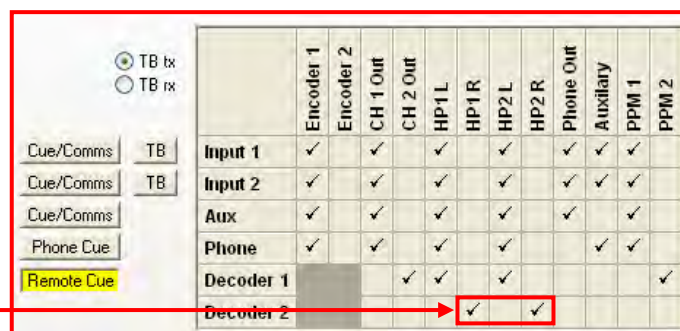 TB tx
TB rx
Encoder 1
Encoder 2
CH 1 Out
CH 2 Out
HP1 L
HP1 R
HP2 L
HP2 R
Phone Out
Auxilary
PPM 1
PPM 2
Cue/Comms TB Input 1 ✓ ✓ ✓ ✓ ✓ ✓ ✓
Cue/Comms TB Input 2 ✓ ✓ ✓ ✓ ✓ ✓ ✓
Cue/Comms Aux ✓ ✓ ✓ ✓ ✓ ✓
Phone Cue Phone ✓ ✓ ✓ ✓ ✓ ✓
Remote Cue Decoder 1 ✓ ✓ ✓ ✓
Decoder 2 ✓ ✓